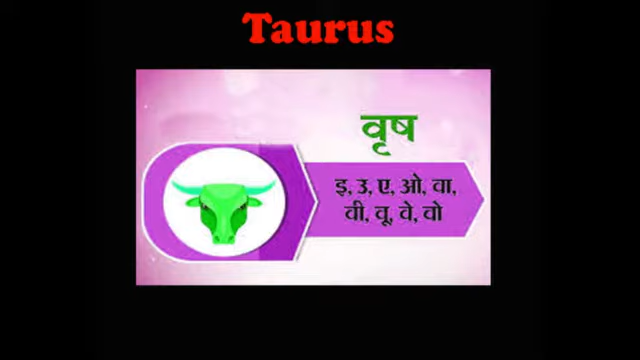 Taurus
वृष
इ, उ, ए, ओ, वा,
वी, वू, वे, वो